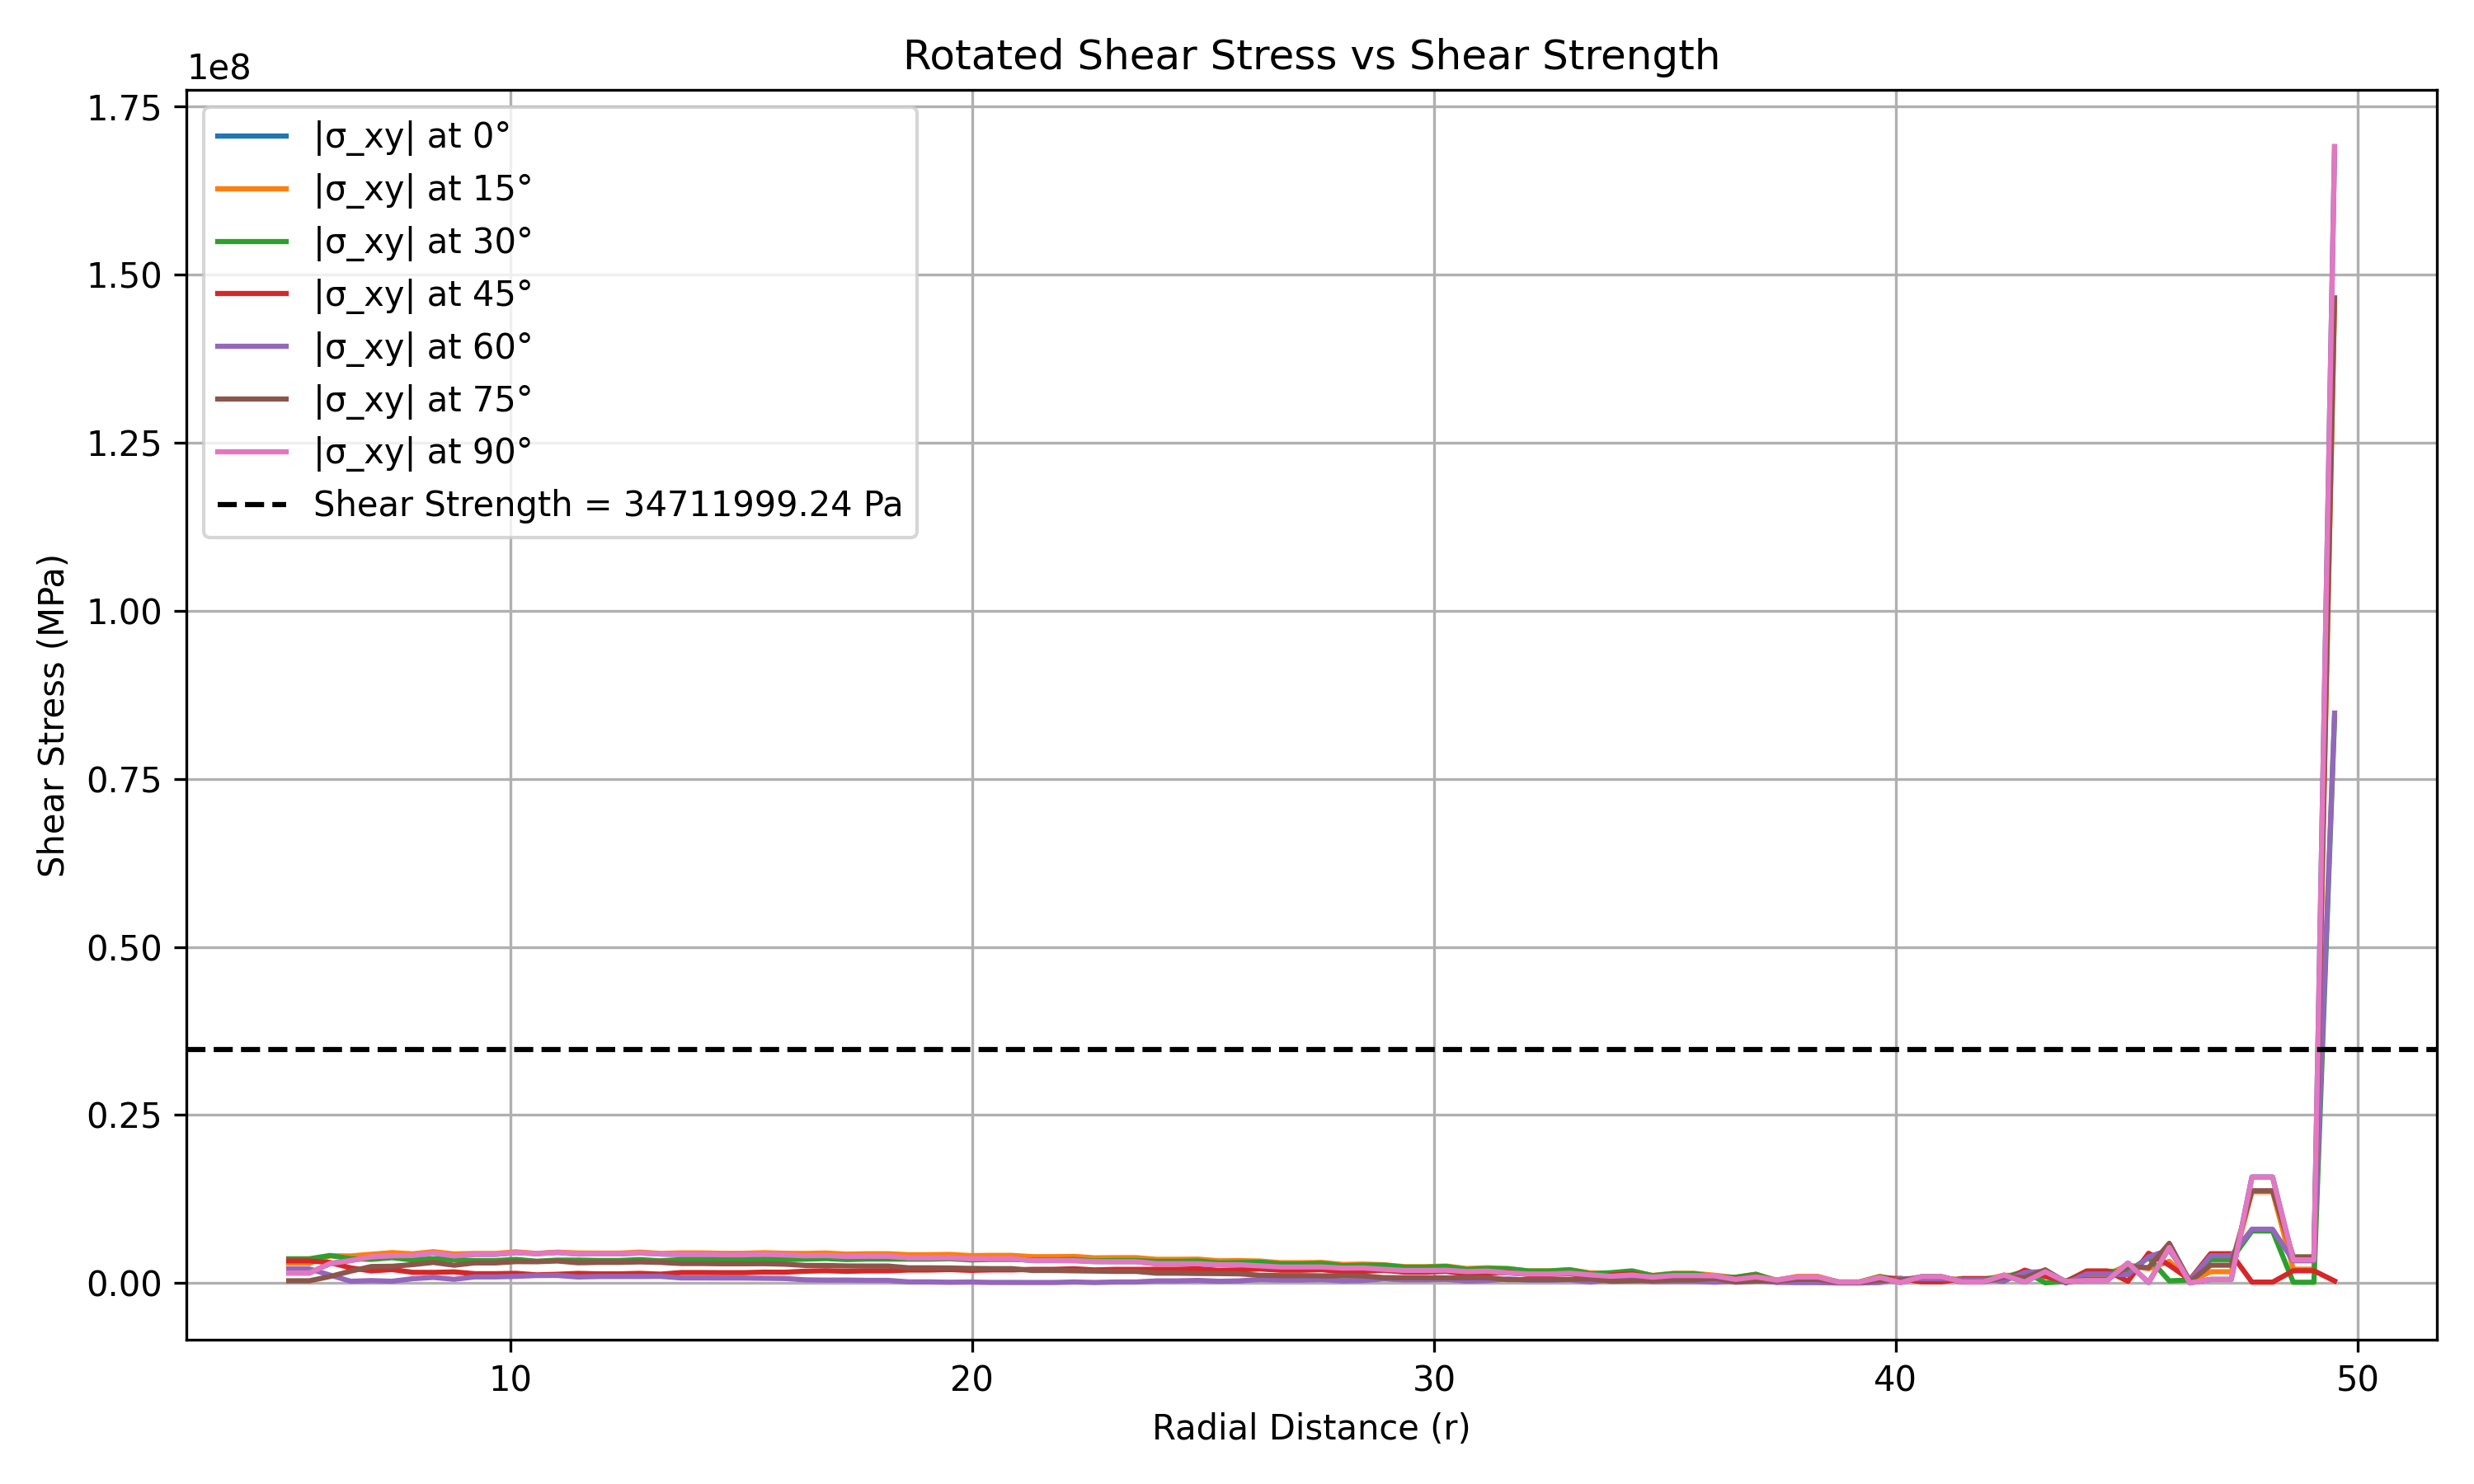 Rotated Shear Stress vs Shear Strength
1e8
1.75
1.50
1.25
1.00
0.75
0.50
0.25
0.00
Shear Stress (MPa)
|σ_xy| at 0°
|σ_xy| at 15°
|σ_xy| at 30°
|σ_xy| at 45°
|σ_xy| at 60°
|σ_xy| at 75°
|σ_xy| at 90°
Shear Strength = 34711999.24 Pa
10 20 30 40 50
Radial Distance (r)